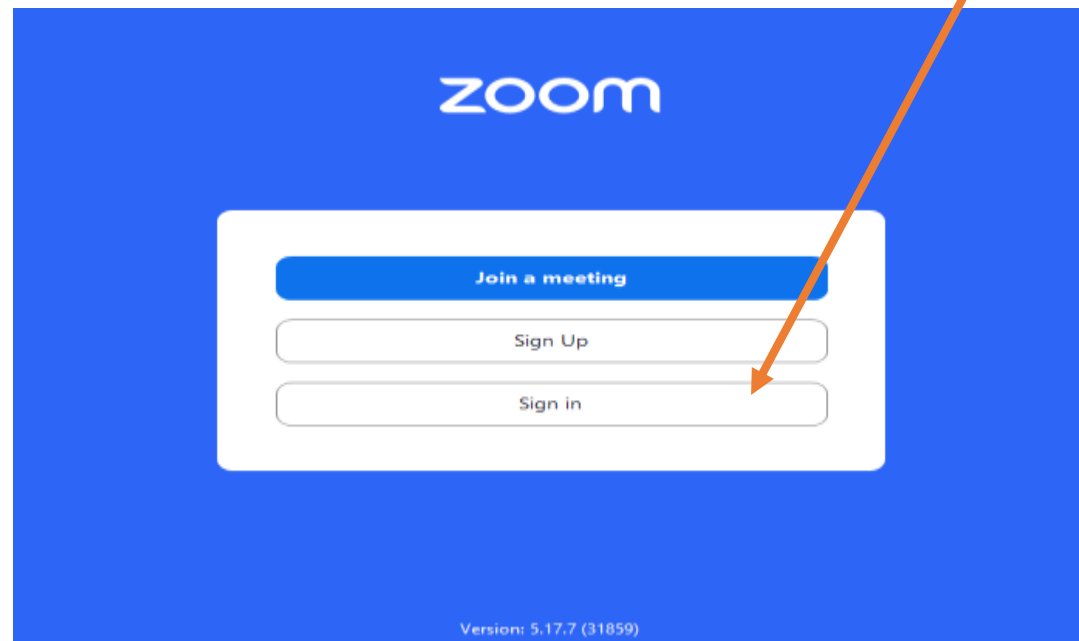 zoom
Join a meeting
Sign Up
Sign in
Version: 5.17.7 (31859)